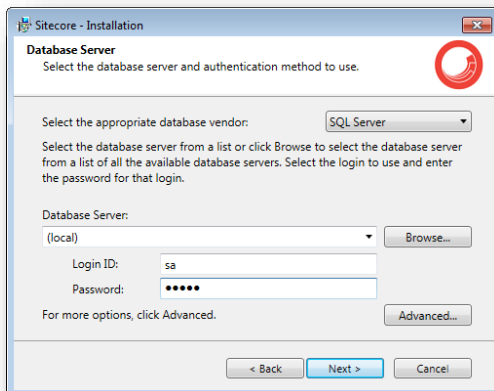 Sitecore - Installation
Database Server
Select the database server and authentication method to use.
Select the appropriate database vendor:
SQL Server
Select the database server from a list or click Browse to select the database server
from a list of all the available database servers. Select the login to use and enter
the password for that login.
Database Server:
(local)
Browse...
Login ID:
sa
Password:
●●●●●
For more options, click Advanced.
Advanced...
< Back
Next >
Cancel